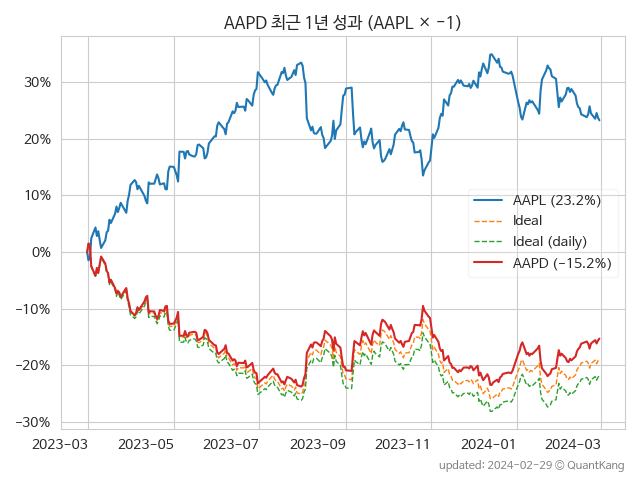 AAPD 최근 1년 성과 (AAPL × −1)
30%
20%
10%
0%
−10%
−20%
−30%
AAPL (23.2%)
Ideal
Ideal (daily)
AAPD (−15.2%)
2023-03 2023-05 2023-07 2023-09 2023-11 2024-01 2024-03
updated: 2024-02-29 © QuantKang